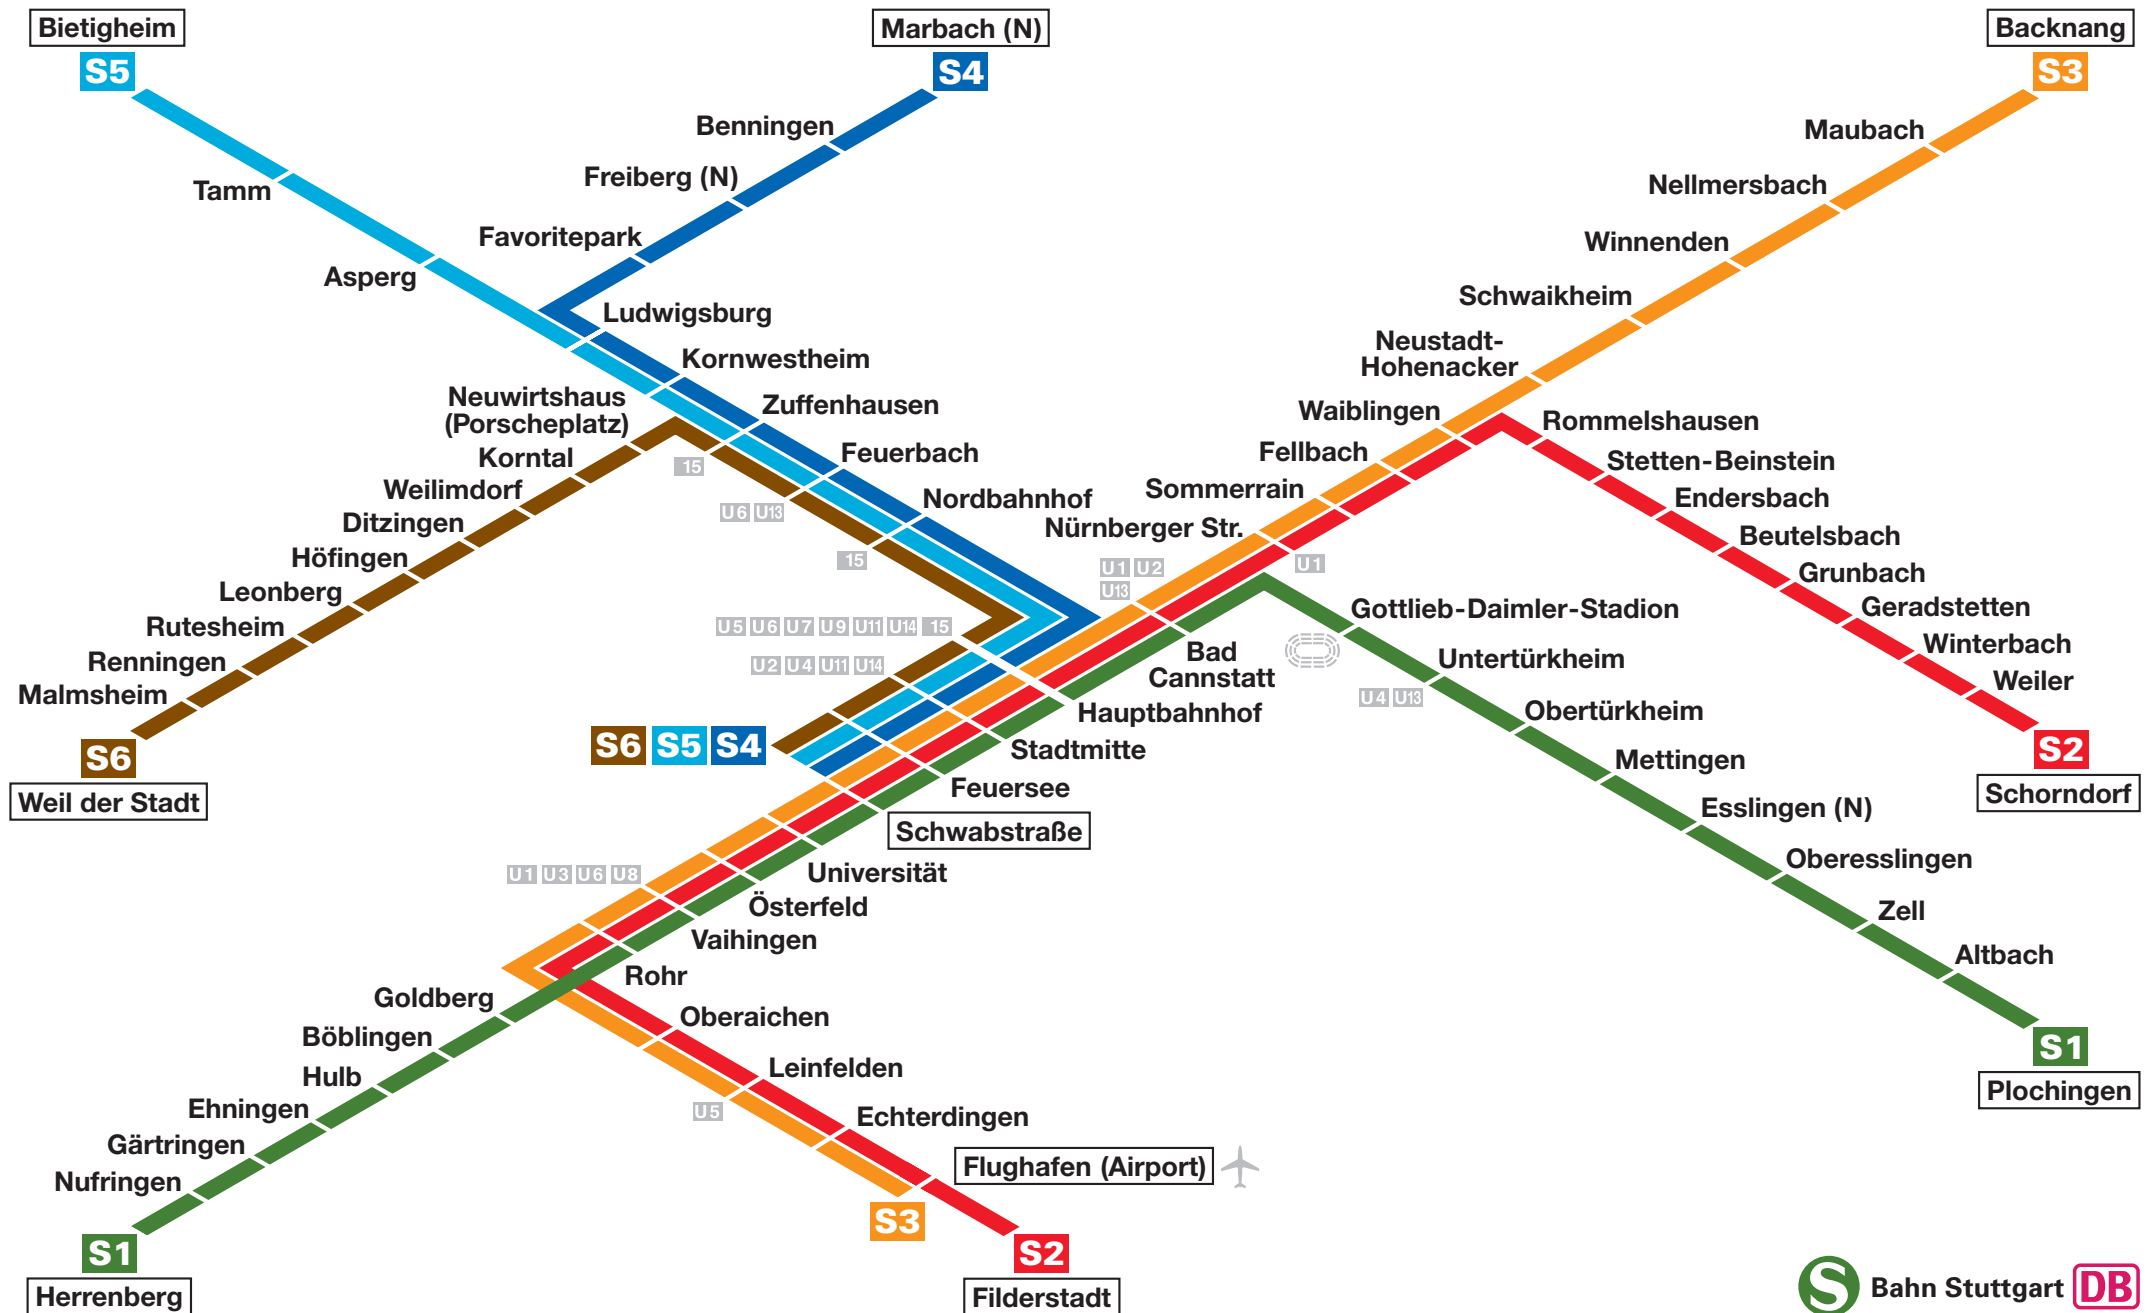 Bietigheim
S5
Marbach (N)
S4
Backnang
S3
Benningen
Freiberg (N)
Favoritepark
Tamm
Asperg
Ludwigsburg
Kornwestheim
Zuffenhausen
Feuerbach
Nordbahnhof
Neuwirtshaus
(Porscheplatz)
Korntal
Weilimdorf
Ditzingen
Höfingen
Leonberg
Rutesheim
Renningen
Malmsheim
S6
Weil der Stadt
15
U6 U13
15
U5 U6 U7 U9 U11 U14 15
U2 U4 U11 U14
S6 S5 S4
Maubach
Nellmersbach
Winnenden
Schwaikheim
Neustadt-
Hohenacker
Waiblingen
Fellbach
Sommerrain
Nürnberger Str.
U1 U2
U13
U1
Rommelshausen
Stetten-Beinstein
Endersbach
Beutelsbach
Grunbach
Geradstetten
Winterbach
Weiler
S2
Schorndorf
Gottlieb-Daimler-Stadion
Untertürkheim
U4 U13
Obertürkheim
Mettingen
Esslingen (N)
Oberesslingen
Zell
Altbach
S1
Plochingen
Bad
Cannstatt
Hauptbahnhof
Stadtmitte
Feuersee
Schwabstraße
Universität
Österfeld
Vaihingen
Rohr
U1 U3 U6 U8
Goldberg
Böblingen
Hulb
Ehningen
Gärtringen
Nufringen
S1
Herrenberg
Oberaichen
Leinfelden
U5
Echterdingen
Flughafen (Airport)
S3
S2
Filderstadt
S Bahn Stuttgart DB